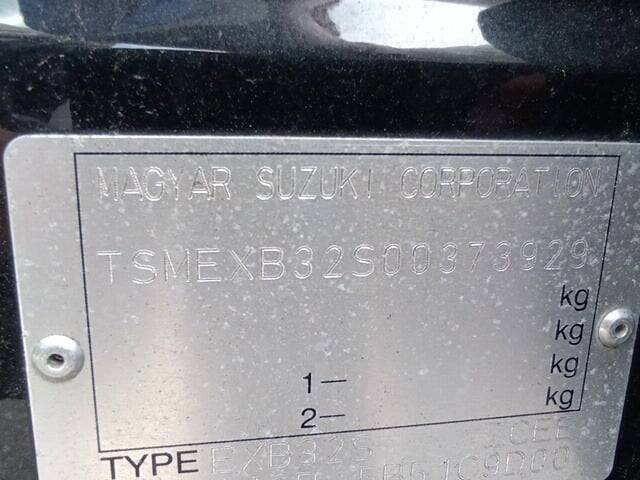 MAGYAR SUZUKI CORPORATION
TSMEXB32S00373929
kg
kg
1— kg
2— kg
TYPE EXB32S